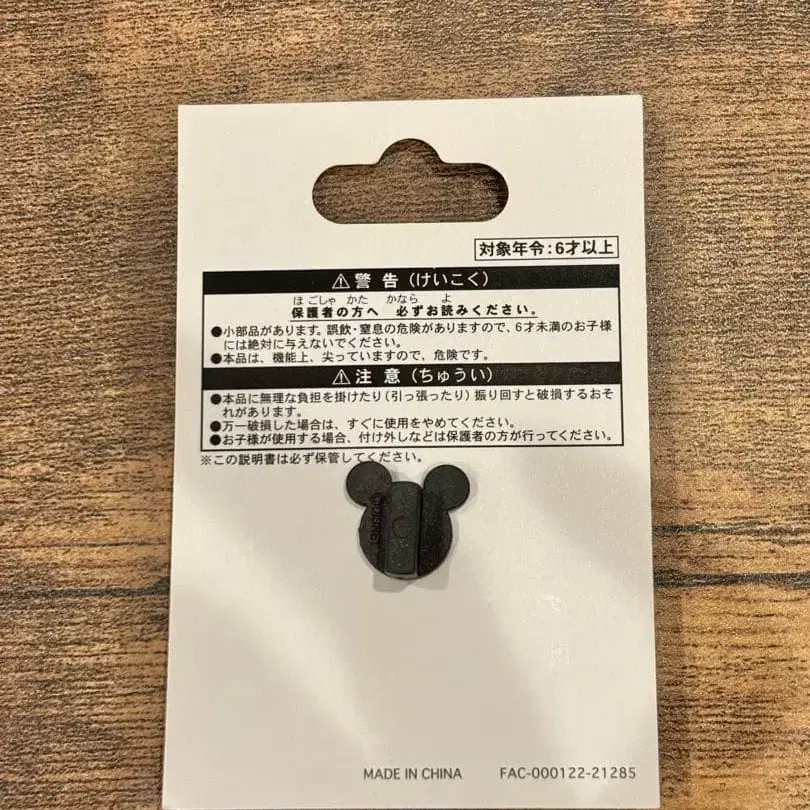 対象年令:6才以上
⚠警 告(けいこく)
ほ ご しゃ かた かなら よ
保護者の方へ 必ずお読みください。
●小部品があります。誤飲・窒息の危険がありますので、6才未満のお子様
には絶対に与えないでください。
●本品は、機能上、尖っていますので、危険です。
⚠注 意(ちゅうい)
●本品に無理な負担を掛けたり(引っ張ったり)振り回すと破損するおそ
れがあります。
●万一破損した場合は、すぐに使用をやめてください。
●お子様が使用する場合、付け外しなどは保護者の方が行ってください。
※この説明書は必ず保管してください。
©DISNEY
MADE IN CHINA FAC-000122-21285